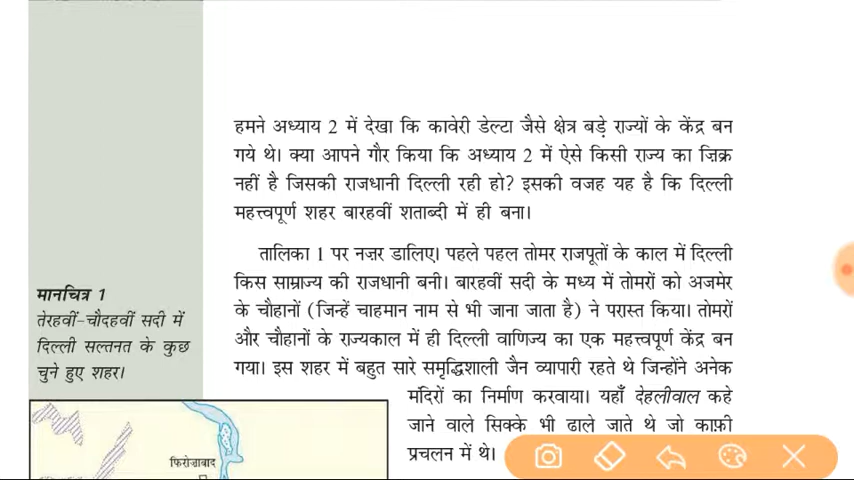 हमने अध्याय 2 में देखा कि कावेरी डेल्टा जैसे क्षेत्र बड़े राज्यों के केंद्र बन
गये थे। क्या आपने गौर किया कि अध्याय 2 में ऐसे किसी राज्य का ज़िक्र
नहीं है जिसकी राजधानी दिल्ली रही हो? इसकी वजह यह है कि दिल्ली
महत्त्वपूर्ण शहर बारहवीं शताब्दी में ही बना।
तालिका 1 पर नज़र डालिए। पहले पहल तोमर राजपूतों के काल में दिल्ली
किस साम्राज्य की राजधानी बनी। बारहवीं सदी के मध्य में तोमरों को अजमेर
के चौहानों (जिन्हें चाहमान नाम से भी जाना जाता है) ने परास्त किया। तोमरों
और चौहानों के राज्यकाल में ही दिल्ली वाणिज्य का एक महत्त्वपूर्ण केंद्र बन
गया। इस शहर में बहुत सारे समृद्धिशाली जैन व्यापारी रहते थे जिन्होंने अनेक
मंदिरों का निर्माण करवाया। यहाँ देहलीवाल कहे
जाने वाले सिक्के भी ढाले जाते थे जो काफ़ी
प्रचलन में थे।
मानचित्र 1
तेरहवीं-चौदहवीं सदी में
दिल्ली सल्तनत के कुछ
चुने हुए शहर।
फिरोज़ाबाद